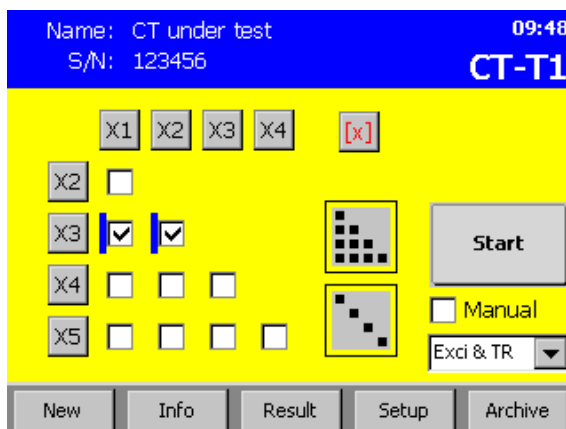 Name: CT under test 09:48
S/N: 123456 CT-T1
X1 X2 X3 X4 [x]
X2
X3
Start
X4
Manual
X5
Exci & TR
New Info Result Setup Archive